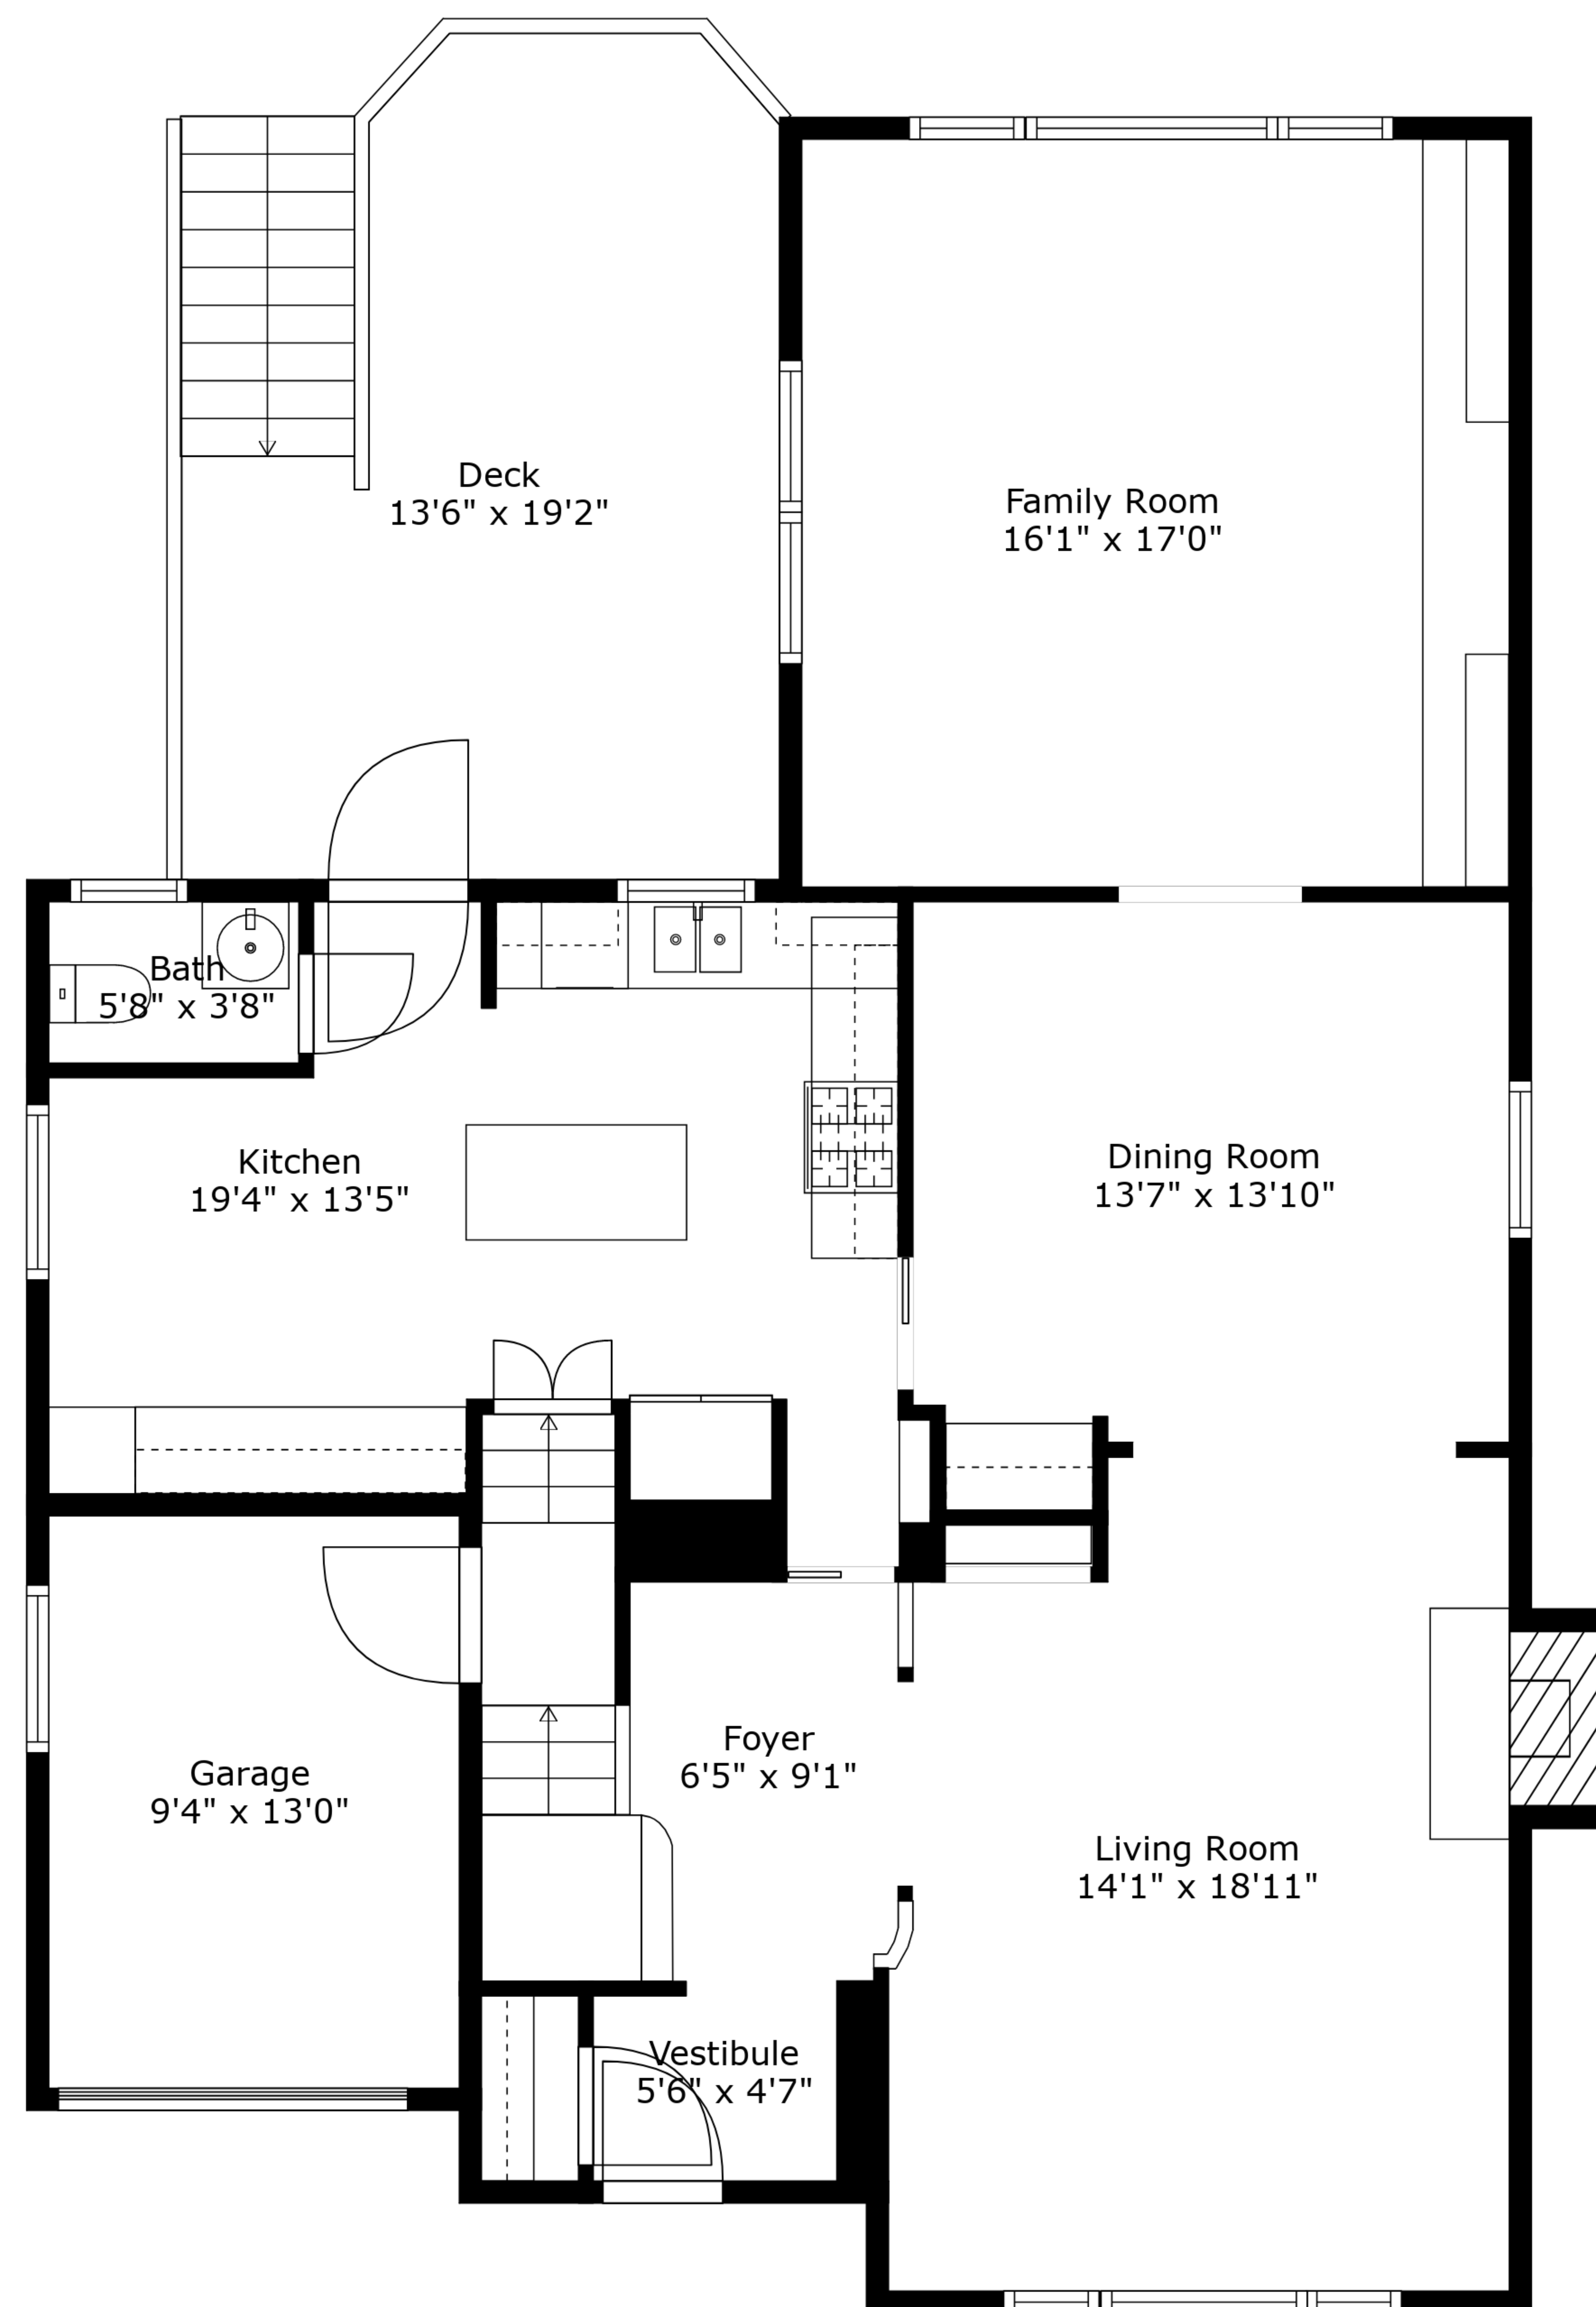 Deck
13'6" x 19'2"
Family Room
16'1" x 17'0"
Bath
5'8" x 3'8"
Kitchen
19'4" x 13'5"
Dining Room
13'7" x 13'10"
Foyer
6'5" x 9'1"
Garage
9'4" x 13'0"
Living Room
14'1" x 18'11"
Vestibule
5'6" x 4'7"